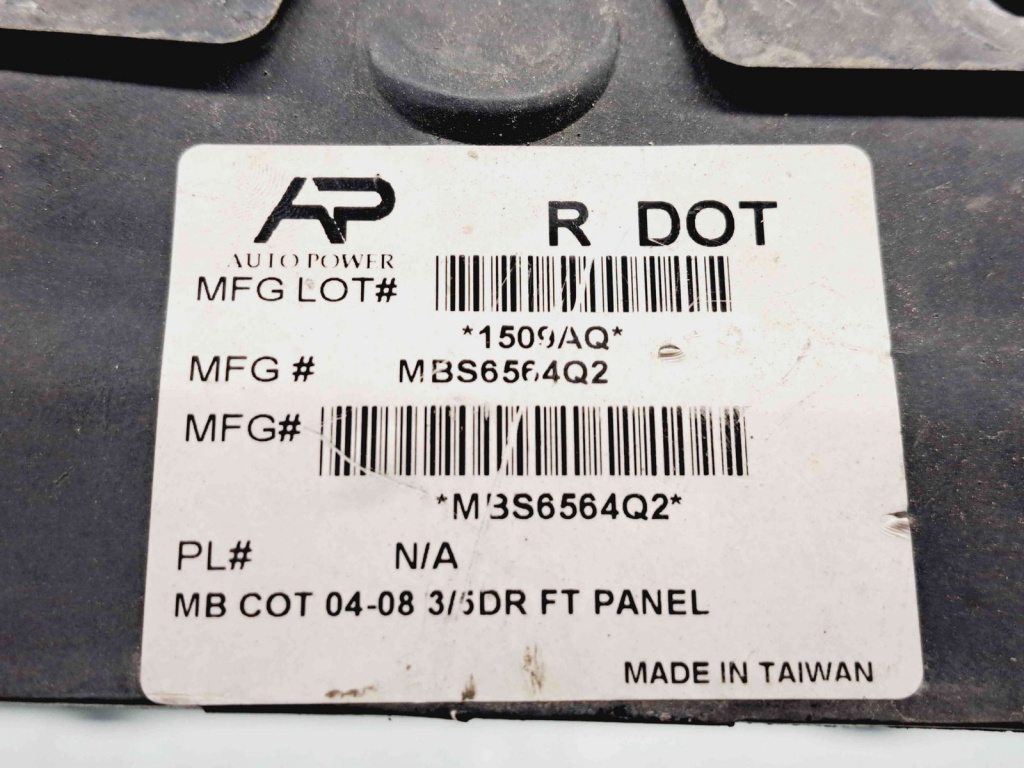 AP
R DOT
AUTO POWER
MFG LOT#
*1509AQ*
MFG # MBS6564Q2
MFG#
*MBS6564Q2*
PL# N/A
MB COT 04-08 3/5DR FT PANEL
MADE IN TAIWAN